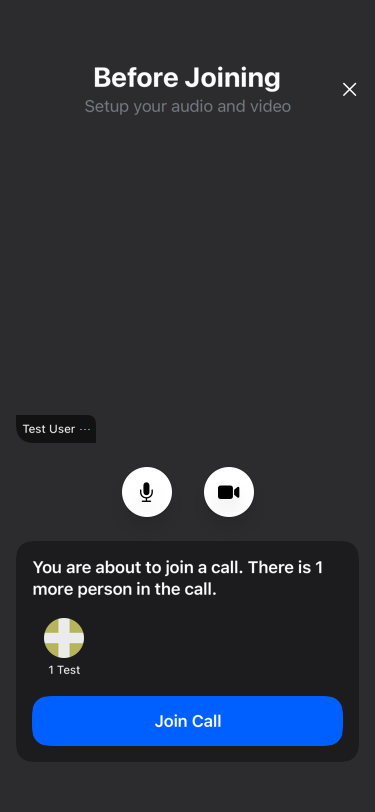 Before Joining
Setup your audio and video
Test User ···
You are about to join a call. There is 1
more person in the call.
1 Test
Join Call